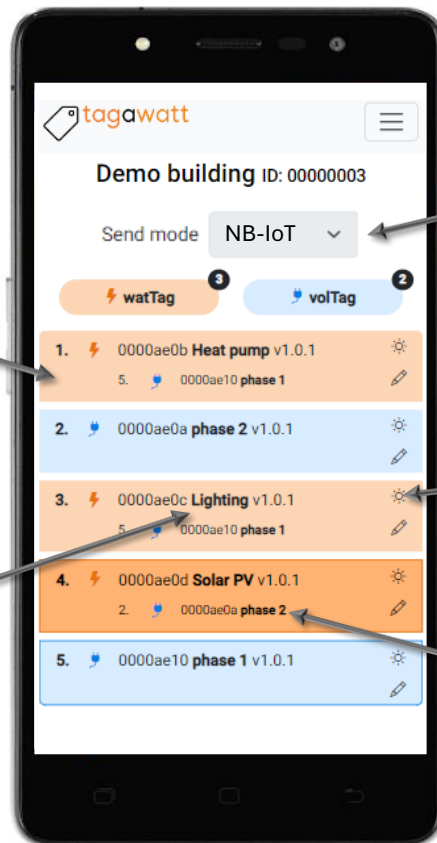 tagawatt
Demo building ID: 00000003
Send mode NB-IoT
3
2
watTag
volTag
1. 0000ae0b Heat pump v1.0.1
5. 0000ae10 phase 1
2. 0000ae0a phase 2 v1.0.1
3. 0000ae0c Lighting v1.0.1
5. 0000ae10 phase 1
4. 0000ae0d Solar PV v1.0.1
2. 0000ae0a phase 2
5. 0000ae10 phase 1 v1.0.1